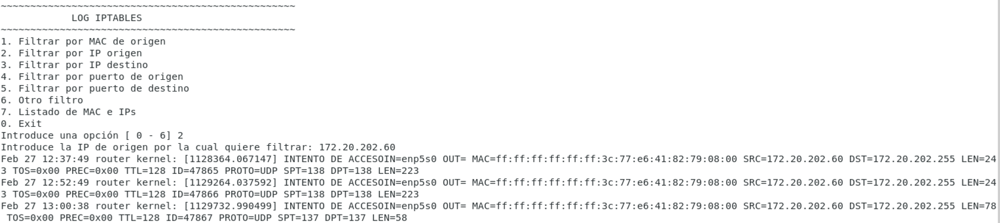 ~~~~~~~~~~~~~~~~~~~~~~~~~~~~~~~~~~~~~~~~~~~~~~~~~~
            LOG IPTABLES
~~~~~~~~~~~~~~~~~~~~~~~~~~~~~~~~~~~~~~~~~~~~~~~~~~
1. Filtrar por MAC de origen
2. Filtrar por IP origen
3. Filtrar por IP destino
4. Filtrar por puerto de origen
5. Filtrar por puerto de destino
6. Otro filtro
7. Listado de MAC e IPs
0. Exit
Introduce una opción [ 0 - 6] 2
Introduce la IP de origen por la cual quiere filtrar: 172.20.202.60
Feb 27 12:37:49 router kernel: [1128364.067147] INTENTO DE ACCESOIN=enp5s0 OUT= MAC=ff:ff:ff:ff:ff:ff:3c:77:e6:41:82:79:08:00 SRC=172.20.202.60 DST=172.20.202.255 LEN=24
3 TOS=0x00 PREC=0x00 TTL=128 ID=47865 PROTO=UDP SPT=138 DPT=138 LEN=223
Feb 27 12:52:49 router kernel: [1129264.037592] INTENTO DE ACCESOIN=enp5s0 OUT= MAC=ff:ff:ff:ff:ff:ff:3c:77:e6:41:82:79:08:00 SRC=172.20.202.60 DST=172.20.202.255 LEN=24
3 TOS=0x00 PREC=0x00 TTL=128 ID=47866 PROTO=UDP SPT=138 DPT=138 LEN=223
Feb 27 13:00:38 router kernel: [1129732.990499] INTENTO DE ACCESOIN=enp5s0 OUT= MAC=ff:ff:ff:ff:ff:ff:3c:77:e6:41:82:79:08:00 SRC=172.20.202.60 DST=172.20.202.255 LEN=78
 TOS=0x00 PREC=0x00 TTL=128 ID=47867 PROTO=UDP SPT=137 DPT=137 LEN=58